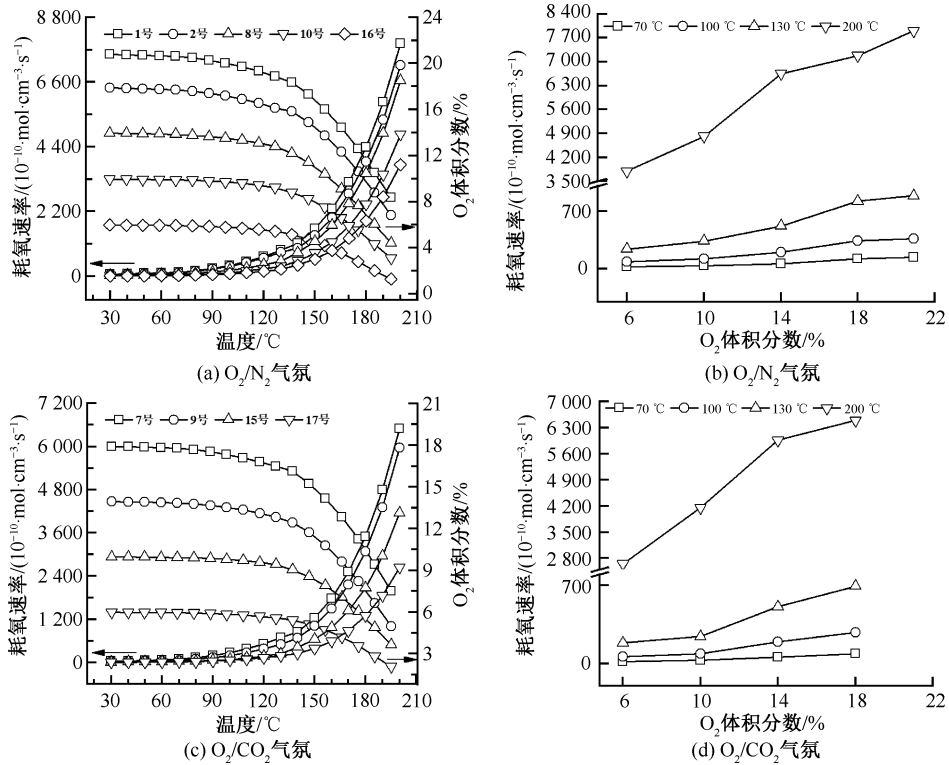 8 800
6 600
4 400
2 200
0
耗氧速率/(10⁻¹⁰·mol·cm⁻³·s⁻¹)
1号 2号 8号 10号 16号
24
20
16
12
8
4
0
O₂体积分数/%
30 60 90 120 150 180 210
温度/℃
(a) O₂/N₂气氛
8 400
7 700
7 000
6 300
5 600
4 900
4 200
3 500
700
0
耗氧速率/(10⁻¹⁰·mol·cm⁻³·s⁻¹)
70 ℃ 100 ℃ 130 ℃ 200 ℃
6 10 14 18 22
O₂体积分数/%
(b) O₂/N₂气氛
7 200
6 000
4 800
3 600
2 400
1 200
0
耗氧速率/(10⁻¹⁰·mol·cm⁻³·s⁻¹)
7号 9号 15号 17号
21
18
15
12
9
6
3
O₂体积分数/%
30 60 90 120 150 180 210
温度/℃
(c) O₂/CO₂气氛
7 000
6 300
5 600
4 900
4 200
3 500
2 800
700
0
耗氧速率/(10⁻¹⁰·mol·cm⁻³·s⁻¹)
70 ℃ 100 ℃ 130 ℃ 200 ℃
6 10 14 18 22
O₂体积分数/%
(d) O₂/CO₂气氛